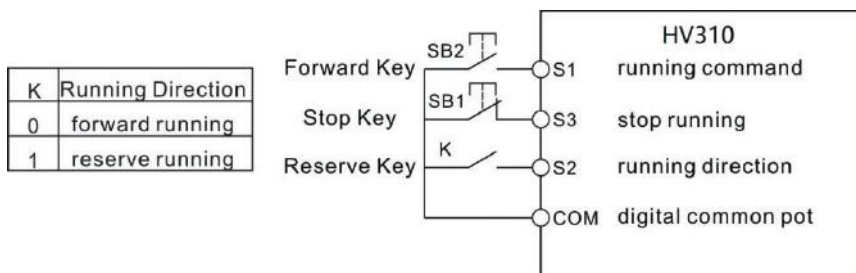 K Running Direction
0 forward running
1 reserve running
HV310
SB2
Forward Key S1 running command
SB1
Stop Key S3 stop running
K
Reserve Key S2 running direction
COM digital common pot